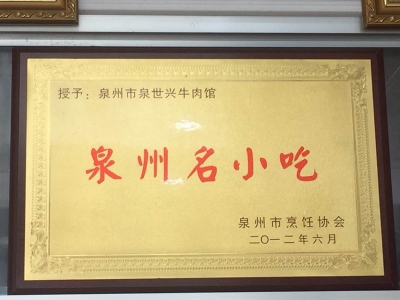 授予：泉州市泉世兴牛肉馆
泉州名小吃
泉州市烹饪协会
二〇一二年六月